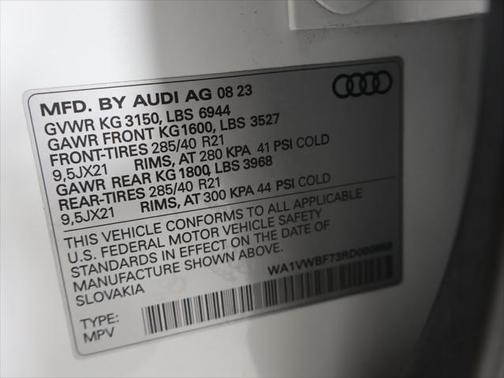 MFD. BY AUDI AG 08 23
GVWR KG 3150, LBS 6944
GAWR FRONT KG1600, LBS 3527
FRONT-TIRES 285/40 R21
9,5JX21 RIMS, AT 280 KPA 41 PSI COLD
GAWR REAR KG 1800, LBS 3968
REAR-TIRES 285/40 R21
9,5JX21 RIMS, AT 300 KPA 44 PSI COLD
THIS VEHICLE CONFORMS TO ALL APPLICABLE
U.S. FEDERAL MOTOR VEHICLE SAFETY
STANDARDS IN EFFECT ON THE DATE OF
MANUFACTURE SHOWN ABOVE.
SLOVAKIA
TYPE:
MPV